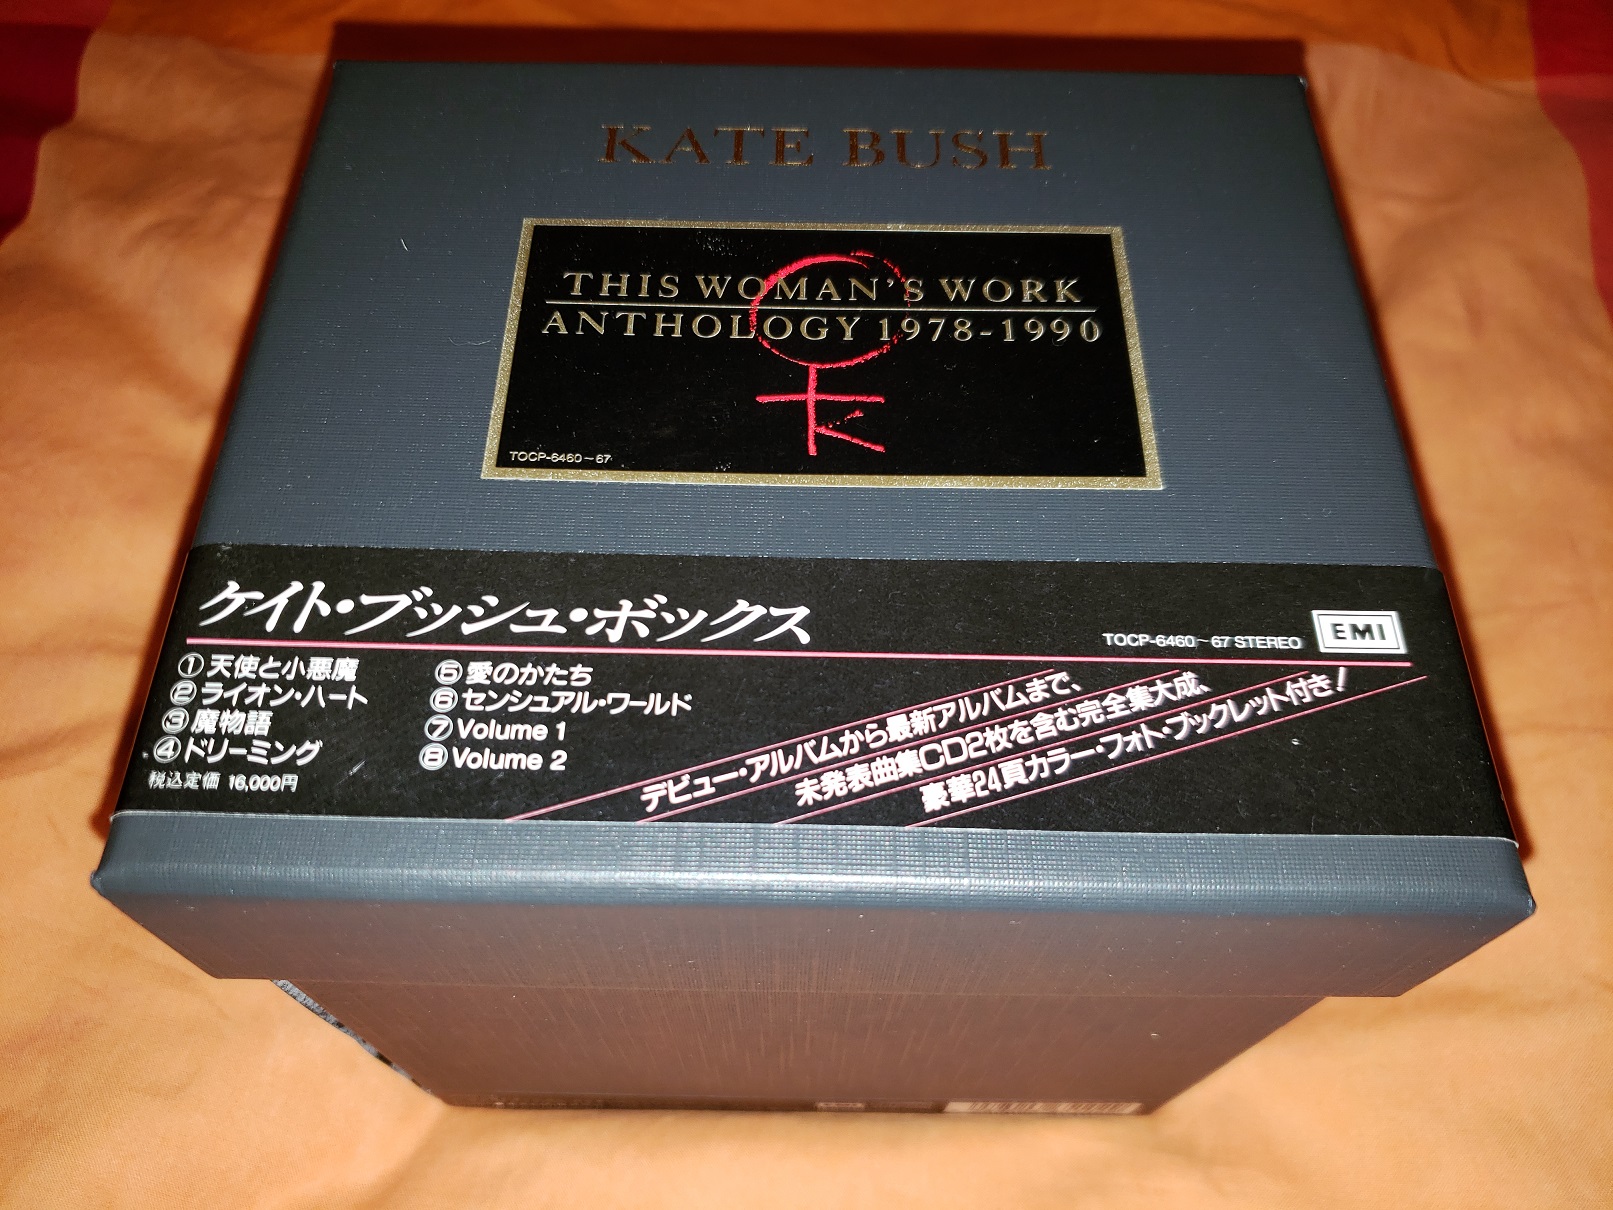 KATE BUSH
THIS WOMAN'S WORK
ANTHOLOGY 1978-1990
K
TOCP-6460~67
ケイト・ブッシュ・ボックス
TOCP-6460~67 STEREO
EMI
①天使と小悪魔
②ライオン・ハート
③魔物語
④ドリーミング
⑤愛のかたち
⑥センシュアル・ワールド
⑦Volume 1
⑧Volume 2
税込定価 16,000円
デビュー・アルバムから最新アルバムまで、
未発表曲集CD2枚を含む完全集大成、
豪華24頁カラー・フォト・ブックレット付き!